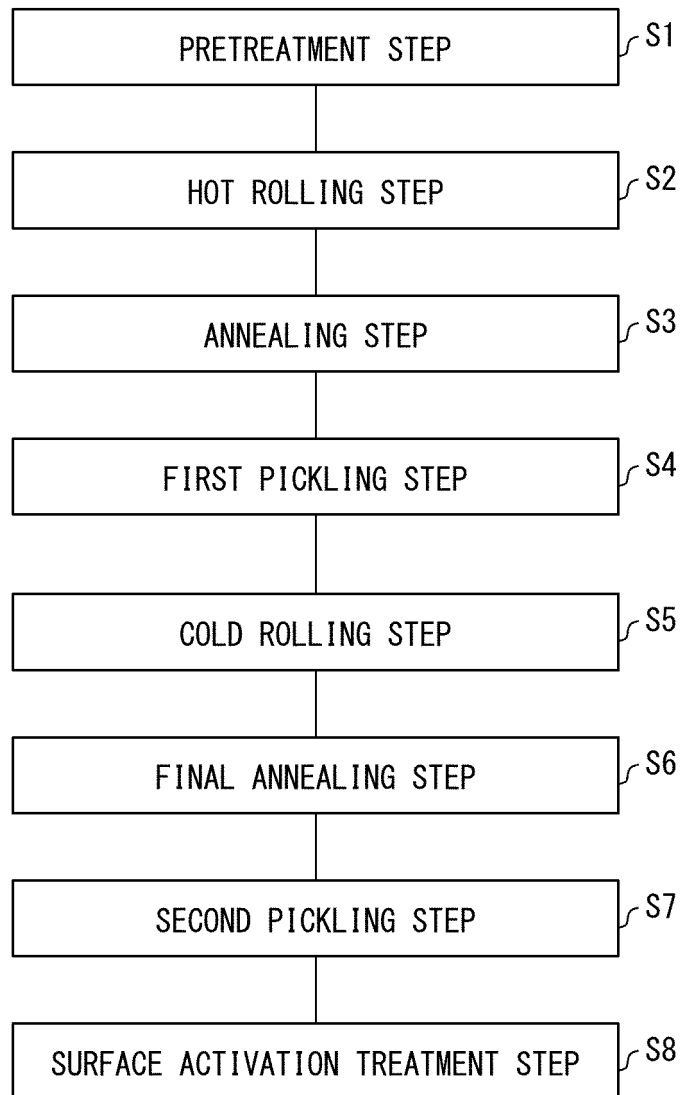 PRETREATMENT STEP S1
HOT ROLLING STEP S2
ANNEALING STEP S3
FIRST PICKLING STEP S4
COLD ROLLING STEP S5
FINAL ANNEALING STEP S6
SECOND PICKLING STEP S7
SURFACE ACTIVATION TREATMENT STEP S8